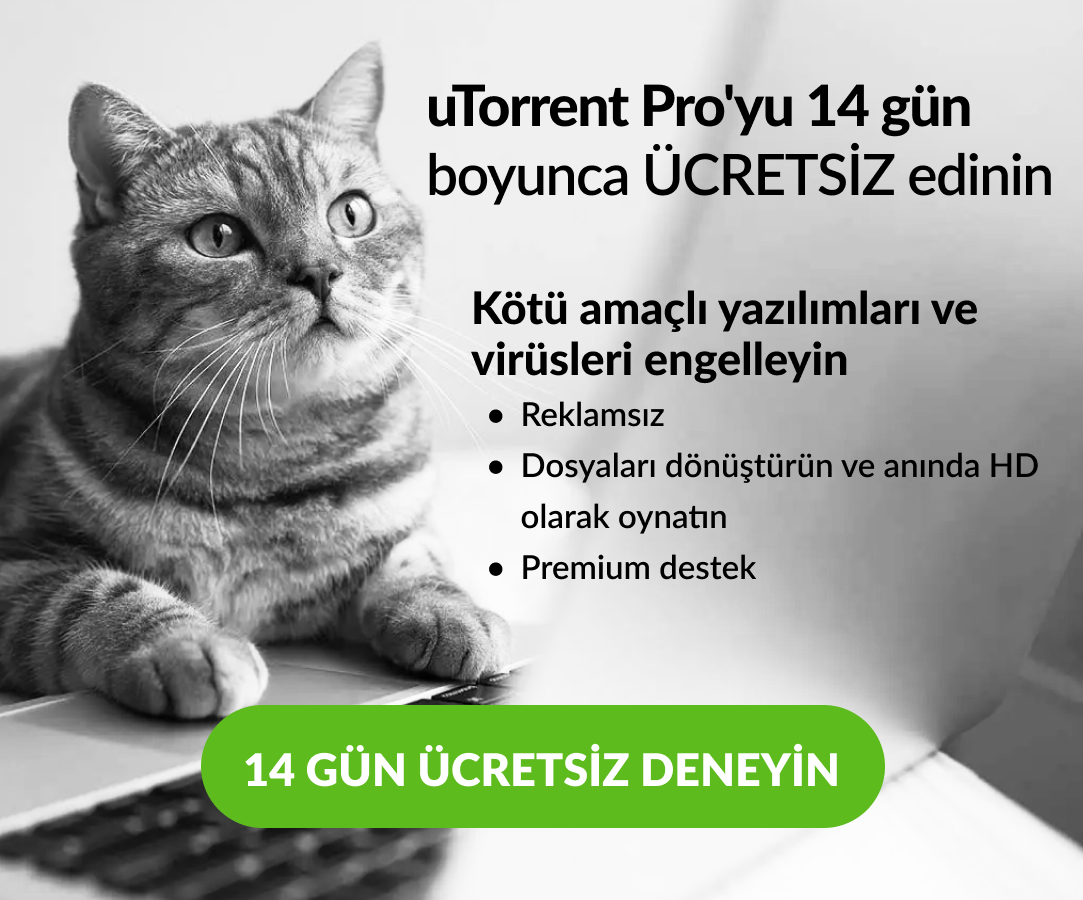 uTorrent Pro'yu 14 gün
boyunca ÜCRETSİZ edinin
Kötü amaçlı yazılımları ve
virüsleri engelleyin
• Reklamsız
• Dosyaları dönüştürün ve anında HD
olarak oynatın
• Premium destek
14 GÜN ÜCRETSİZ DENEYİN